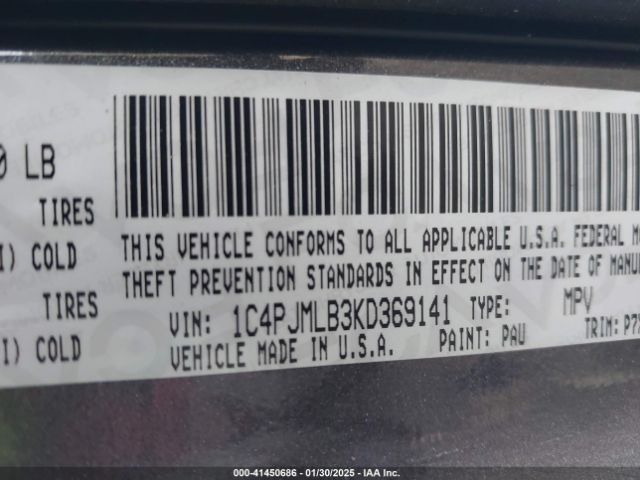 0 LB
TIRES
I) COLD
TIRES
I) COLD
THIS VEHICLE CONFORMS TO ALL APPLICABLE U.S.A. FEDERAL
THEFT PREVENTION STANDARDS IN EFFECT ON THE DATE OF
VIN: 1C4PJMLB3KD369141 TYPE: MPV
VEHICLE MADE IN U.S.A. PAINT: PAU TRIM:
000-41450686 - 01/30/2025 - IAA Inc.